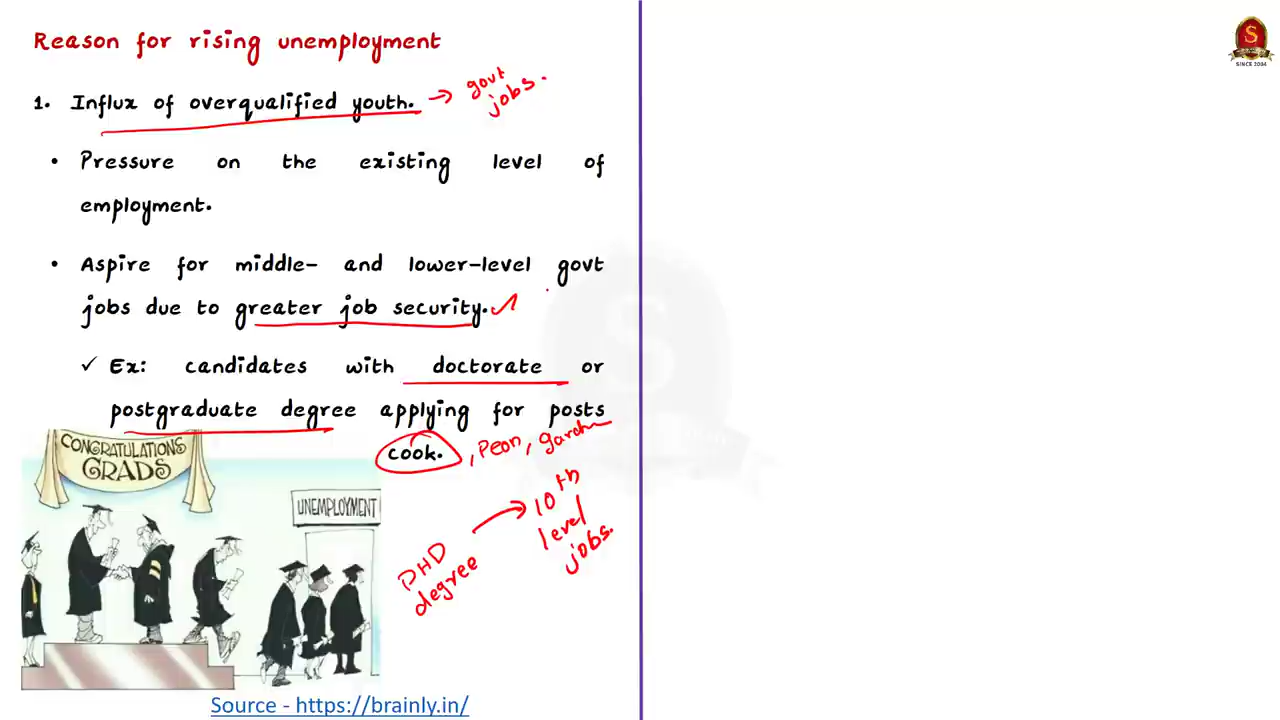 Reason for rising unemployment
1. Influx of overqualified youth. → govt jobs.
• Pressure on the existing level of
employment.
• Aspire for middle- and lower-level govt
jobs due to greater job security.
✓ Ex: candidates with doctorate or
postgraduate degree applying for posts
cook. , Peon,
CONGRATULATIONS
GRADS
UNEMPLOYMENT
PHD
degree
10th
level
jobs.
Source - https://brainly.in/
S
SINCE 2004